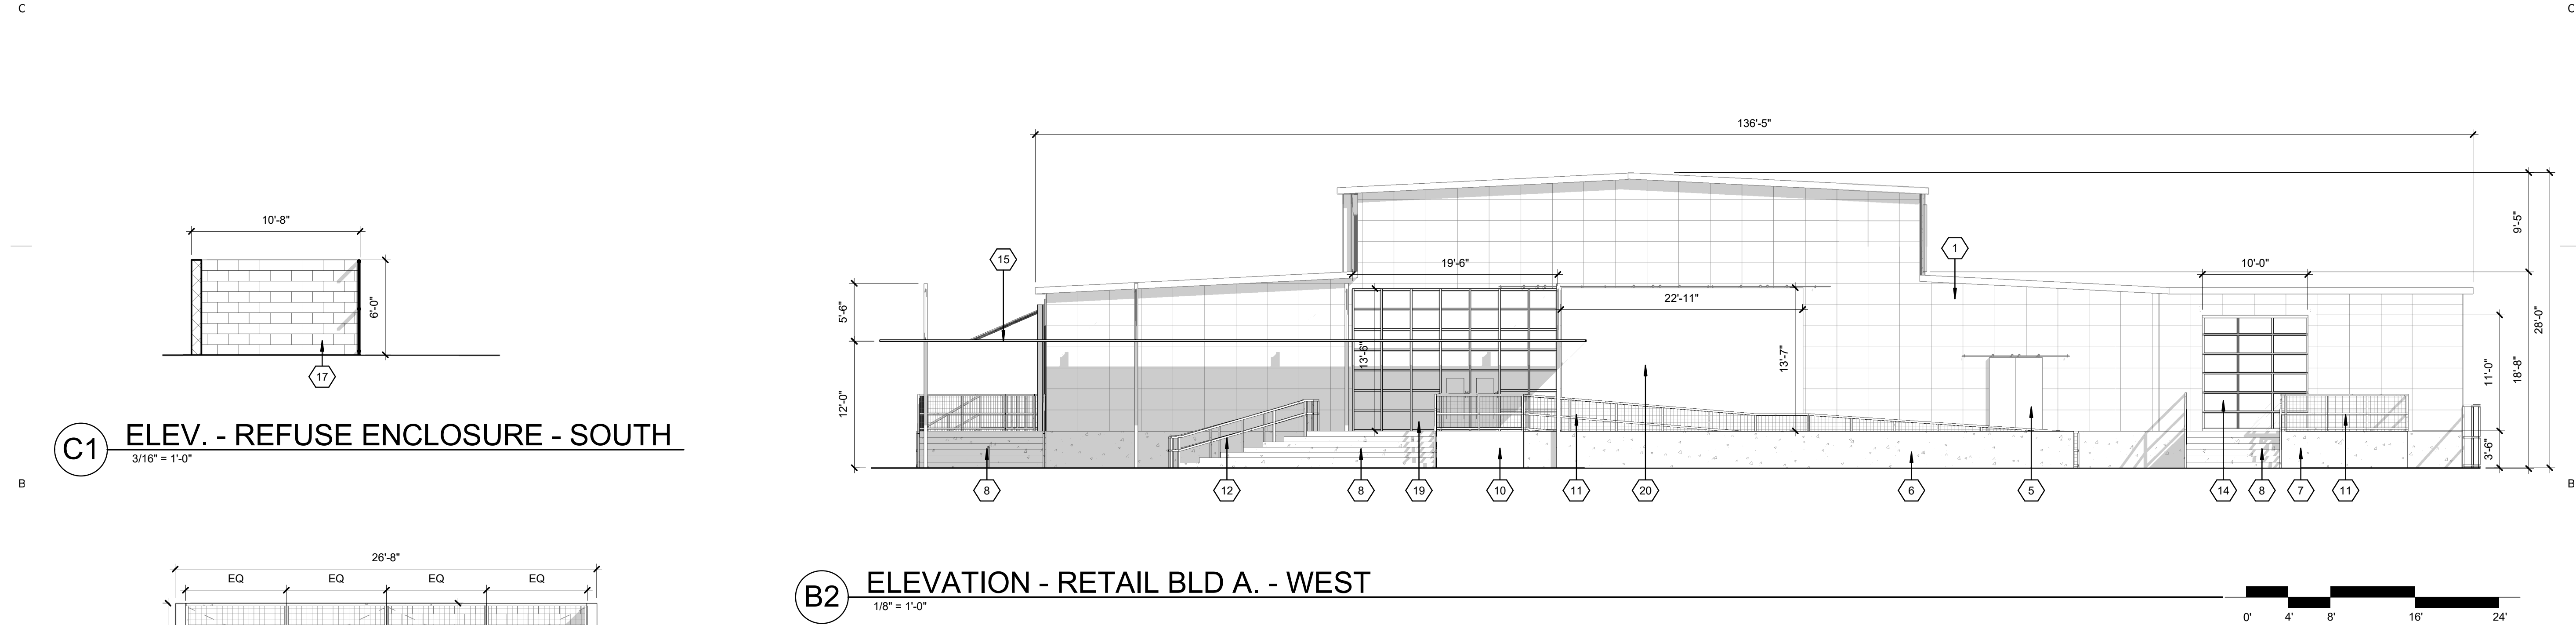 C
C
136'-5"
10'-8"
9'-5"
15
1
19'-6"
10'-0"
22'-11"
5'-6"
6'-0"
28'-0"
13'-6"
13'-7"
11'-0"
18'-8"
17
12'-0"
3'-6"
C1
ELEV. - REFUSE ENCLOSURE - SOUTH
3/16" = 1'-0"
B
8
12
8
19
10
11
20
6
5
14
8
7
11
B
26'-8"
EQ
EQ
EQ
EQ
B2
ELEVATION - RETAIL BLD A. - WEST
1/8" = 1'-0"
0'
4'
8'
16'
24'